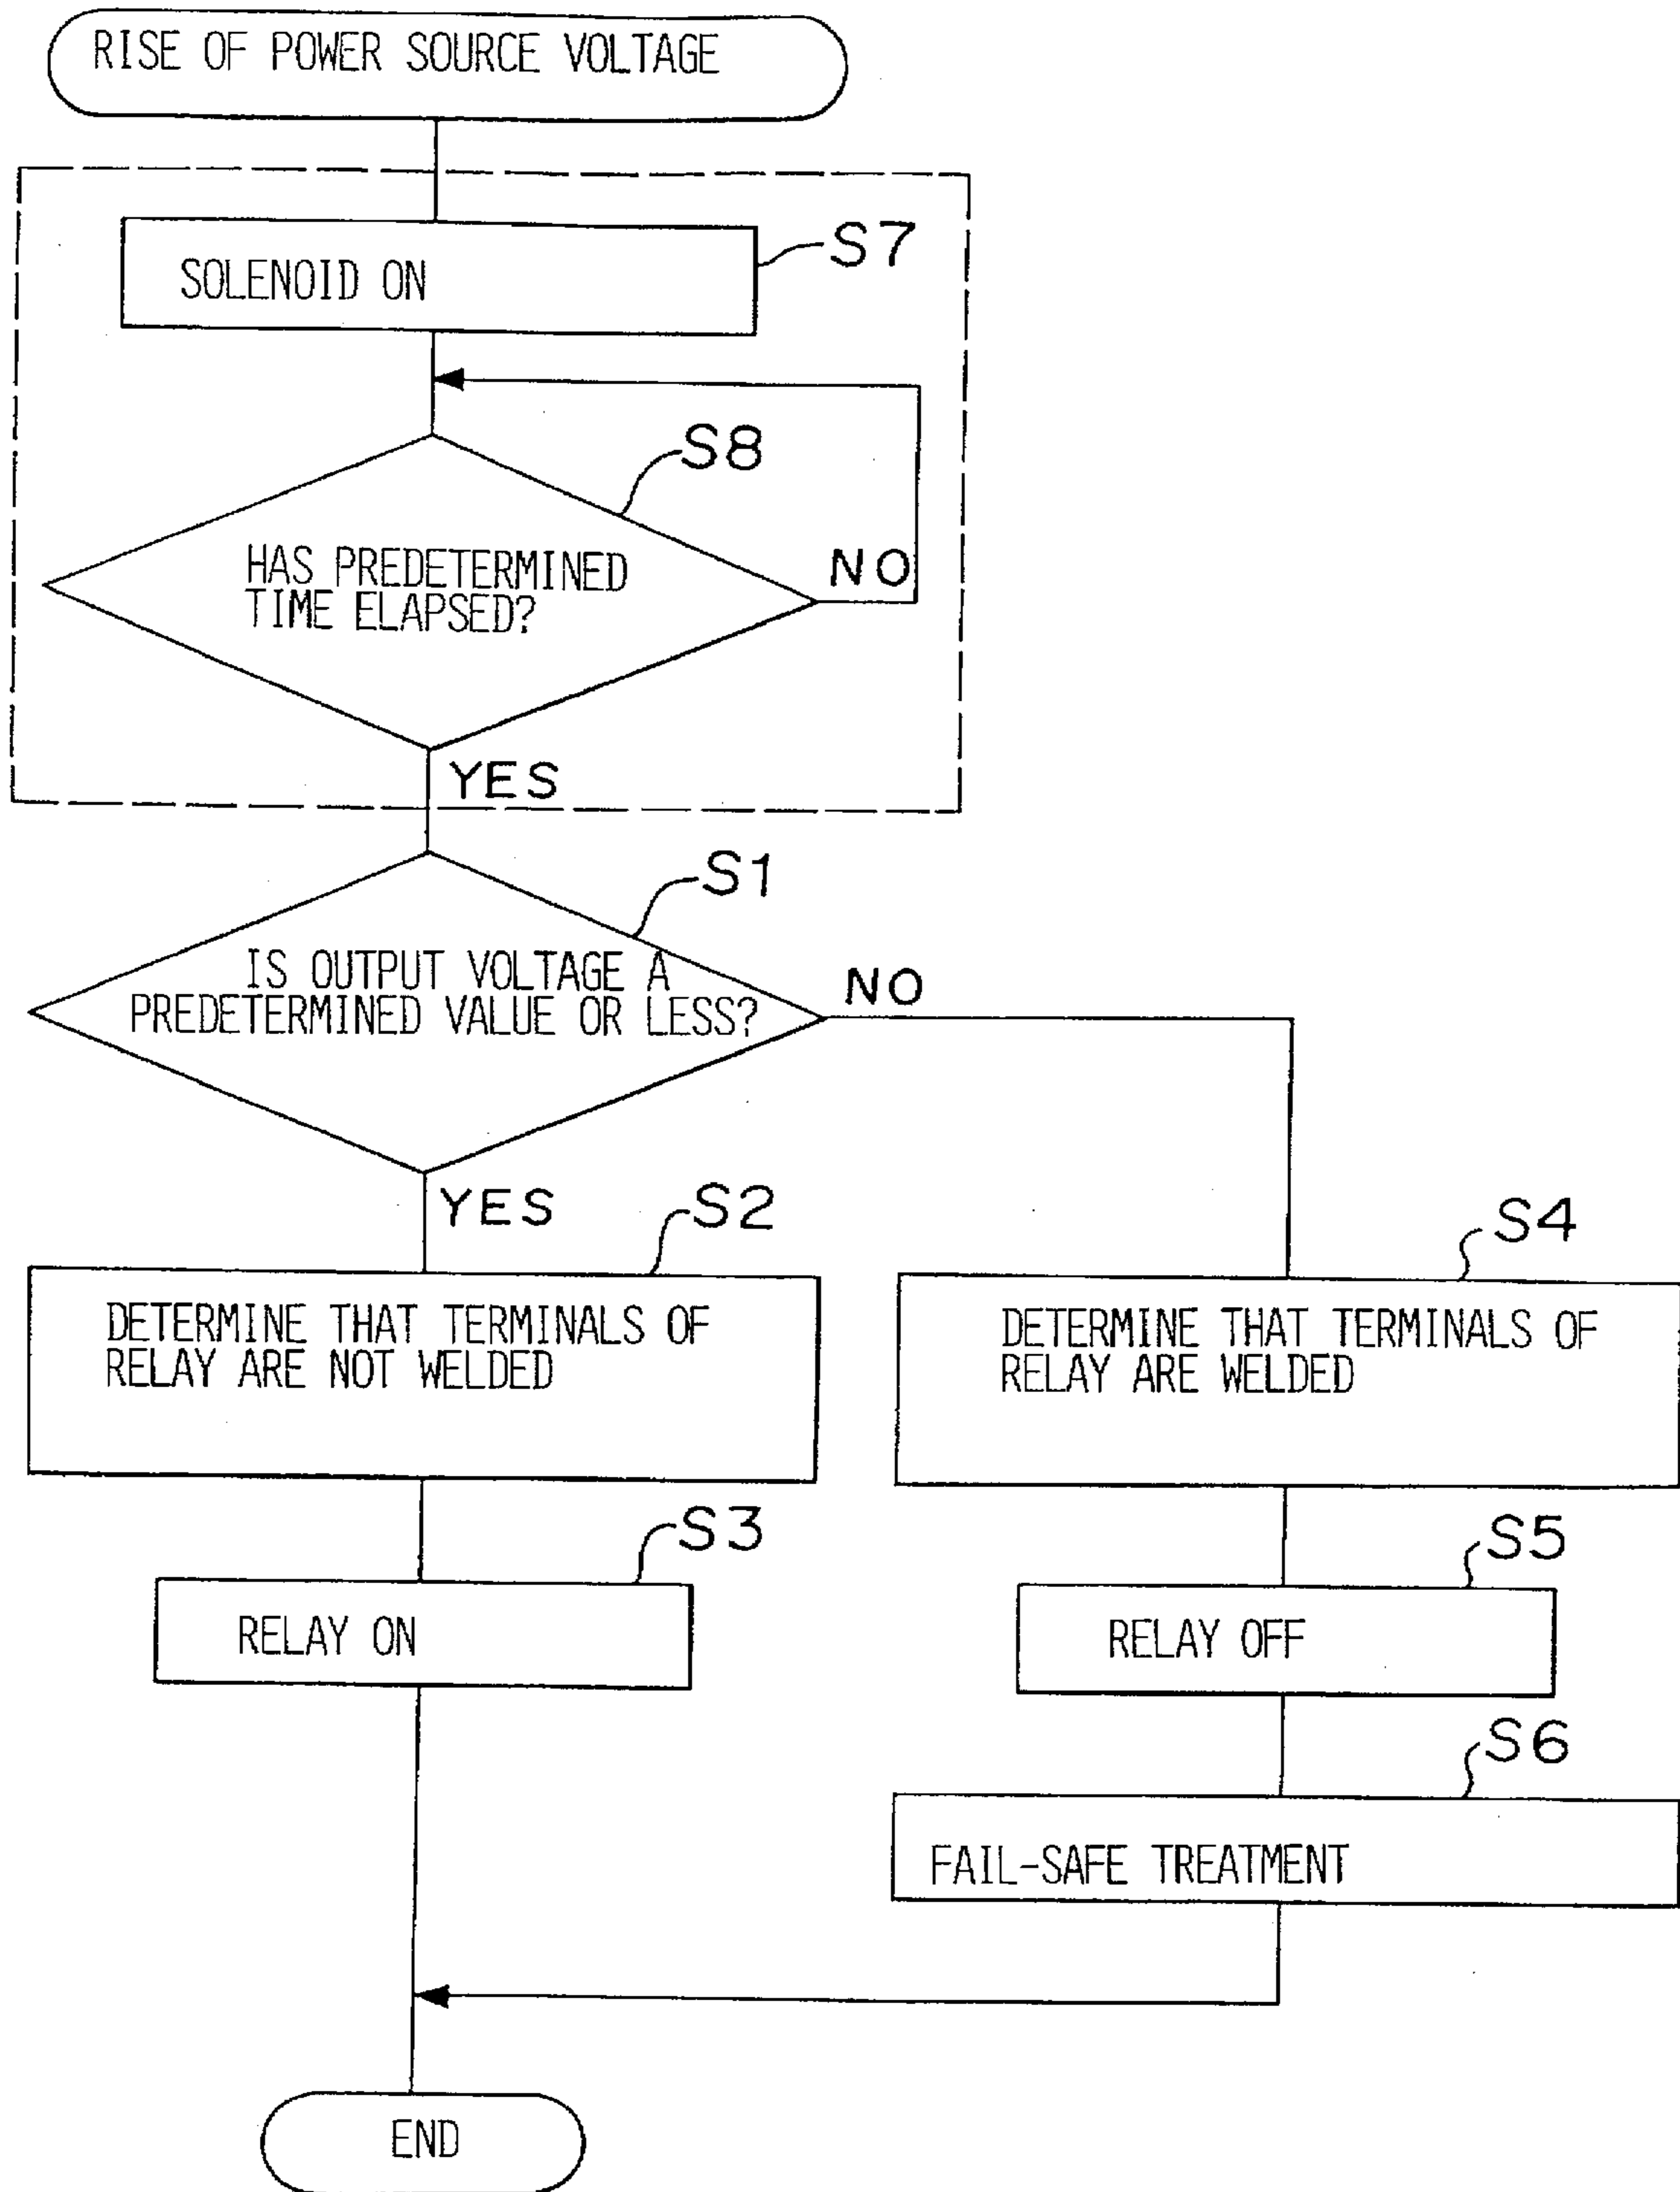 RISE OF POWER SOURCE VOLTAGE
S7
SOLENOID ON
S8
HAS PREDETERMINED
TIME ELAPSED?
NO
YES
S1
IS OUTPUT VOLTAGE A
PREDETERMINED VALUE OR LESS?
NO
YES
S2
DETERMINE THAT TERMINALS OF
RELAY ARE NOT WELDED
S4
DETERMINE THAT TERMINALS OF
RELAY ARE WELDED
S3
RELAY ON
S5
RELAY OFF
S6
FAIL-SAFE TREATMENT
END